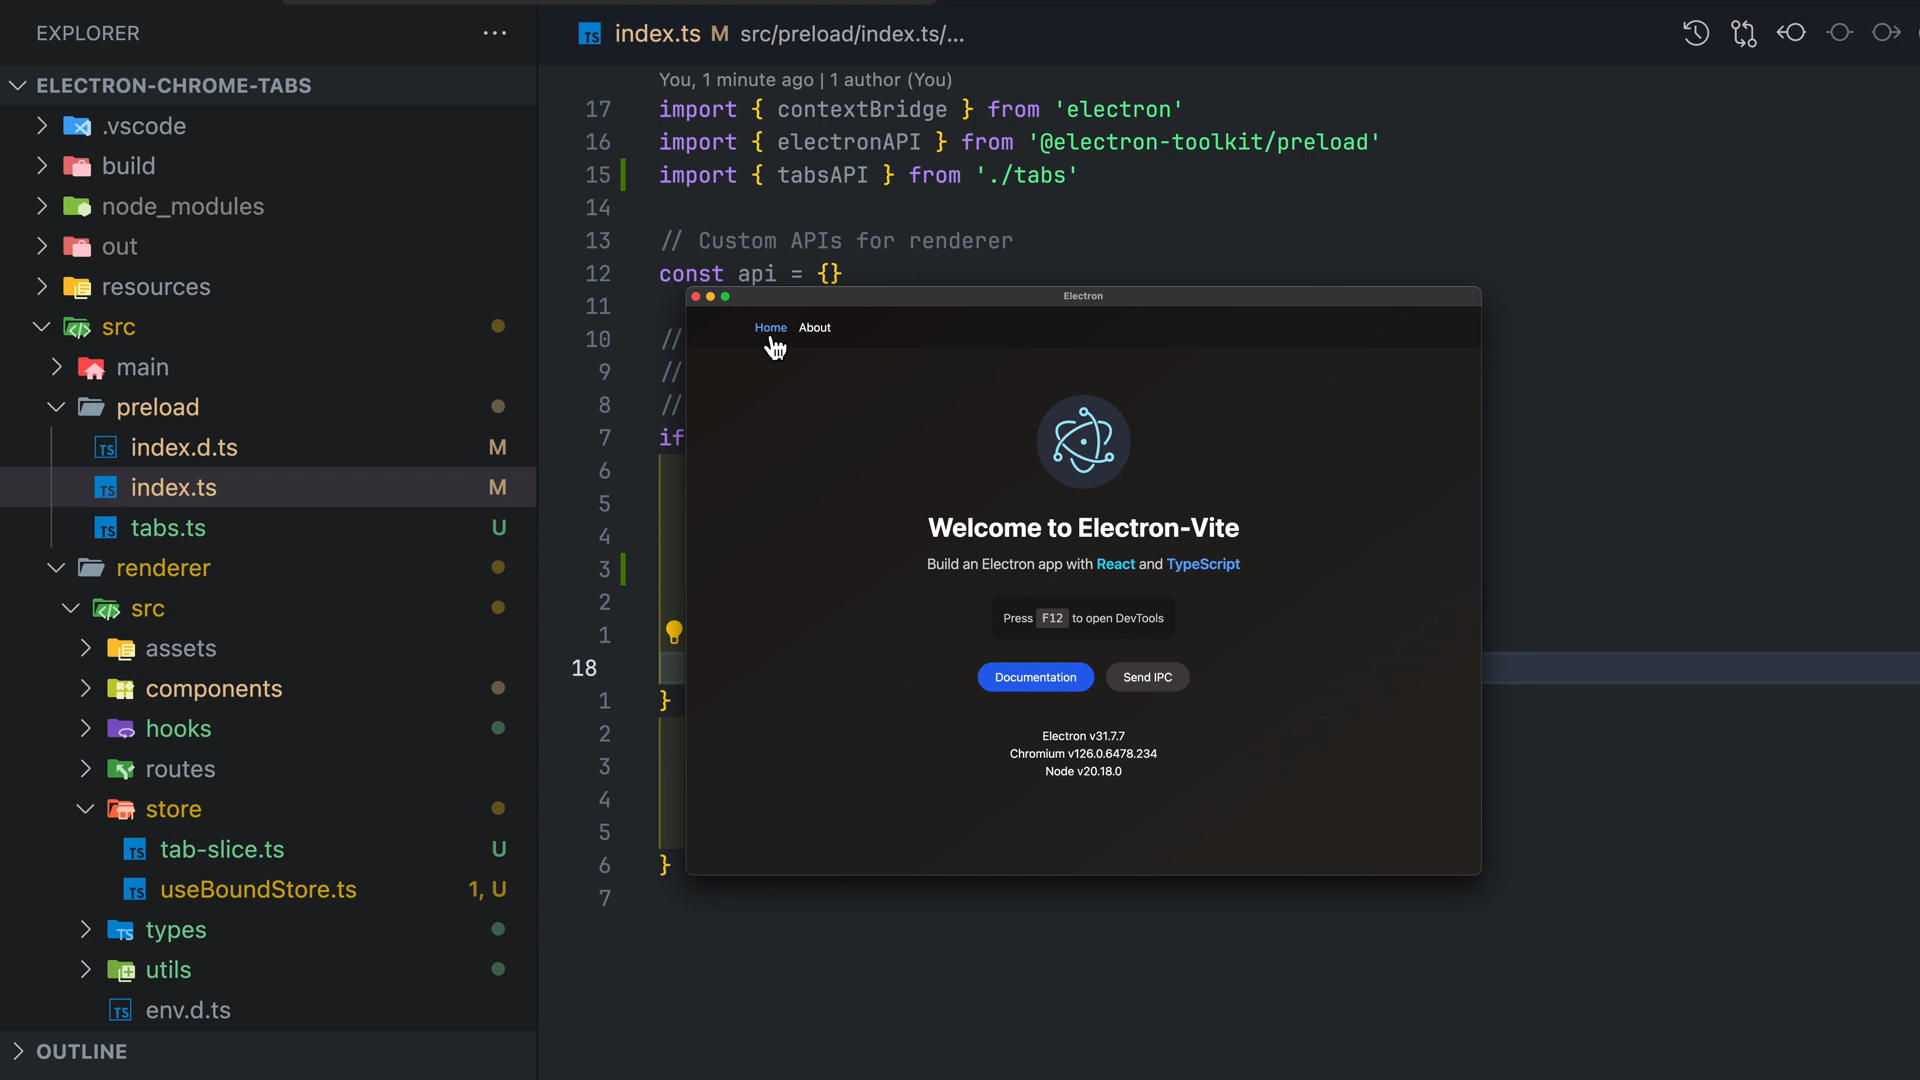 EXPLORER
ELECTRON-CHROME-TABS
.vscode
build
node_modules
out
resources
src
main
preload
index.d.ts M
index.ts M
tabs.ts U
renderer
src
assets
components
hooks
routes
store
tab-slice.ts U
useBoundStore.ts 1, U
types
utils
env.d.ts
OUTLINE
index.ts M src/preload/index.ts/...
You, 1 minute ago | 1 author (You)
17 import { contextBridge } from 'electron'
16 import { electronAPI } from '@electron-toolkit/preload'
15 import { tabsAPI } from './tabs'
14
13 // Custom APIs for renderer
12 const api = {}
11
10 //
9 //
8 //
7 if
6
5
4
3
2
1
18
1 }
2
3
4
5
6 }
7
Electron
Home About
Welcome to Electron-Vite
Build an Electron app with React and TypeScript
Press F12 to open DevTools
Documentation Send IPC
Electron v31.7.7
Chromium v126.0.6478.234
Node v20.18.0